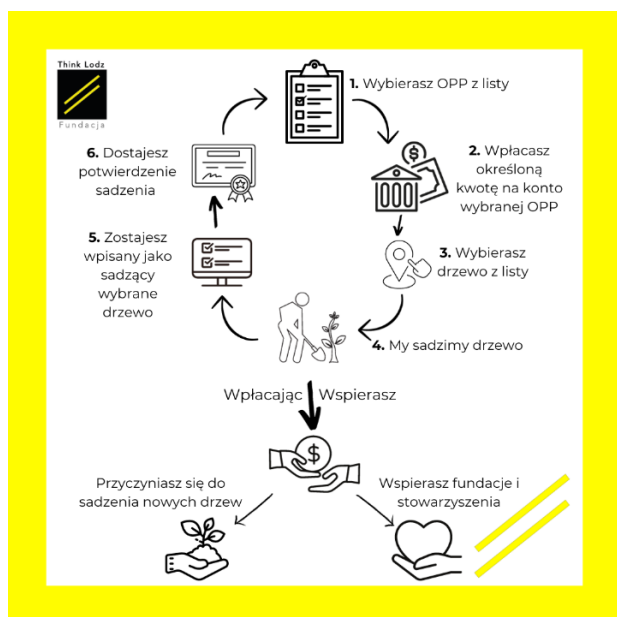 Think Lodz
Fundacja
1. Wybierasz OPP z listy
2. Wpłacasz
określoną
kwotę na konto
wybranej OPP
3. Wybierasz
drzewo z listy
4. My sadzimy drzewo
5. Zostajesz
wpisany jako
sadzący
wybrane
drzewo
6. Dostajesz
potwierdzenie
sadzenia
Wpłacając Wspierasz
Przyczyniasz się do
sadzenia nowych drzew
Wspierasz fundacje i
stowarzyszenia